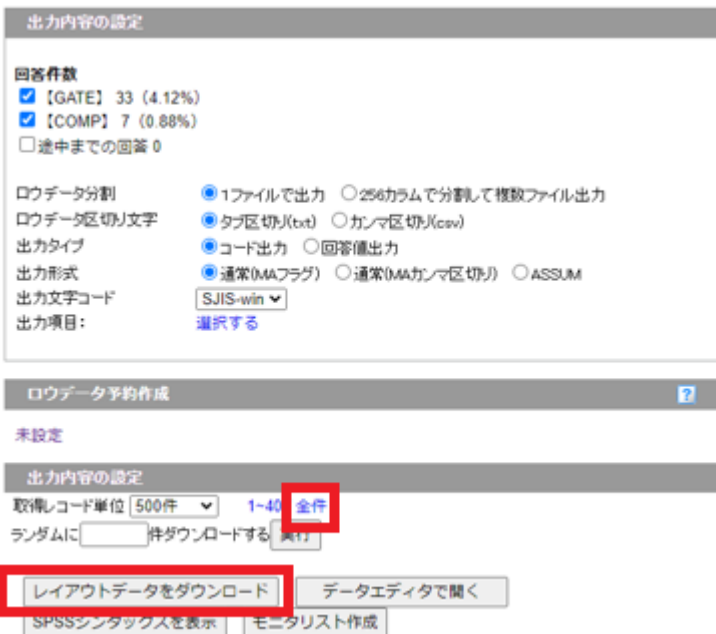 出力内容の設定
回答件数
【GATE】 33 (4.12%)
【COMP】 7 (0.88%)
途中までの回答 0
ロウデータ分割 1ファイルで出力 256カラムで分割して複数ファイル出力
ロウデータ区切り文字 タブ区切り(txt) カンマ区切り(csv)
出力タイプ コード出力 回答値出力
出力形式 通常(MAフラグ) 通常(MAカンマ区切り) ASSUM
出力文字コード SJIS-win
出力項目: 選択する
ロウデータ予約作成 ?
未設定
出力内容の設定
取得レコード単位 500件 1~40 全件
ランダムに 件ダウンロードする 実行
レイアウトデータをダウンロード データエディタで開く
SPSSシンタックスを表示 モニタリスト作成